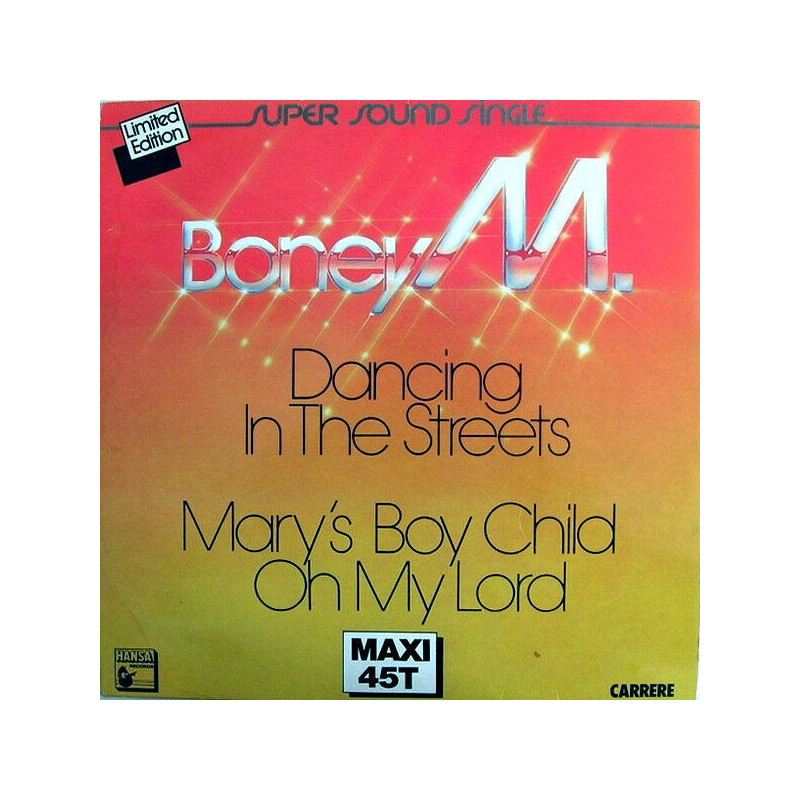 SUPER SOUND SINGLE
Limited
Edition
Boney M.
Dancing
In The Streets
Mary's Boy Child
Oh My Lord
MAXI
45T
HANSA
RECORDS
CARRERE